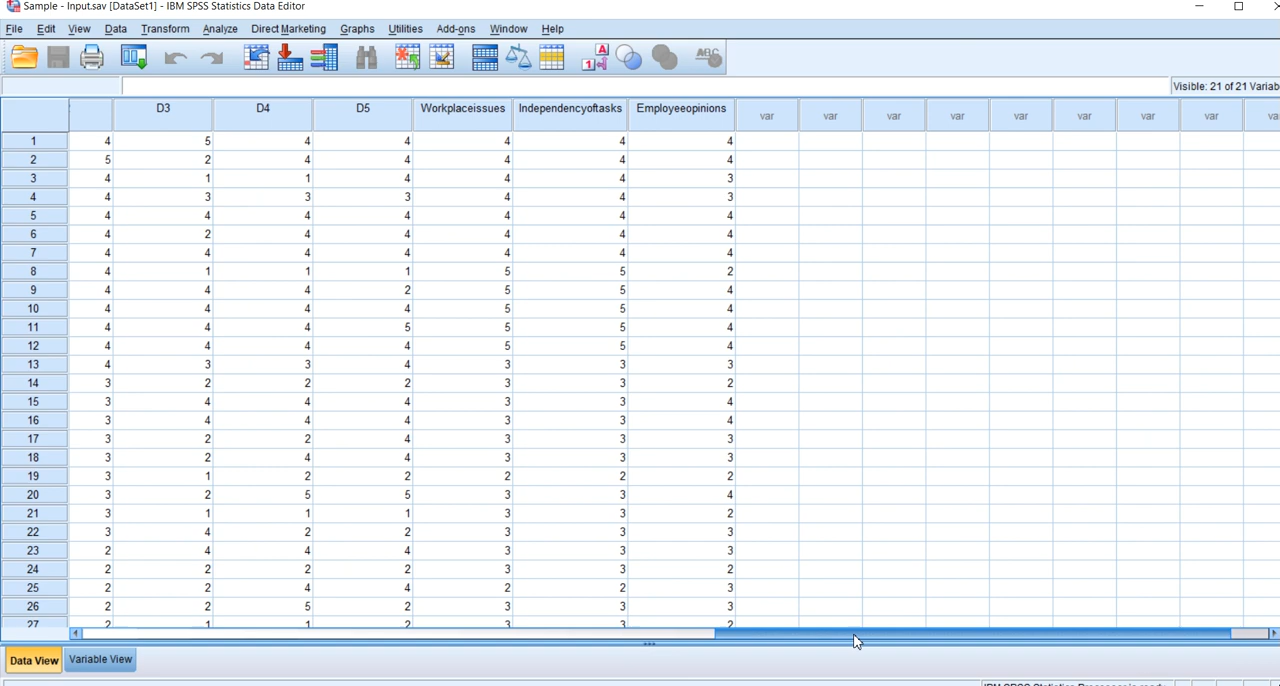 Sample - Input.sav [DataSet1] - IBM SPSS Statistics Data Editor
File Edit View Data Transform Analyze Direct Marketing Graphs Utilities Add-ons Window Help
1 A ABC
Visible: 21 of 21 Variab
D3 D4 D5 Workplaceissues Independencyoftasks Employeeopinions var var var var var var var var va
1 4 5 4 4 4 4 4
2 5 2 4 4 4 4 4
3 4 1 1 4 4 4 3
4 4 3 3 3 4 4 3
5 4 4 4 4 4 4 4
6 4 2 4 4 4 4 4
7 4 4 4 4 4 4 4
8 4 1 1 1 5 5 2
9 4 4 4 2 5 5 4
10 4 4 4 4 5 5 4
11 4 4 4 5 5 5 4
12 4 4 4 4 5 5 4
13 4 3 3 4 3 3 3
14 3 2 2 2 3 3 2
15 3 4 4 4 3 3 4
16 3 4 4 4 3 3 4
17 3 2 2 4 3 3 3
18 3 2 4 4 3 3 3
19 3 1 2 2 2 2 2
20 3 2 5 5 3 3 4
21 3 1 1 1 3 3 2
22 3 4 2 2 3 3 3
23 2 4 4 4 3 3 3
24 2 2 2 2 3 3 2
25 2 2 4 4 2 2 3
26 2 2 5 2 3 3 3
27 2 1 1 2 3 3 2
Data View Variable View